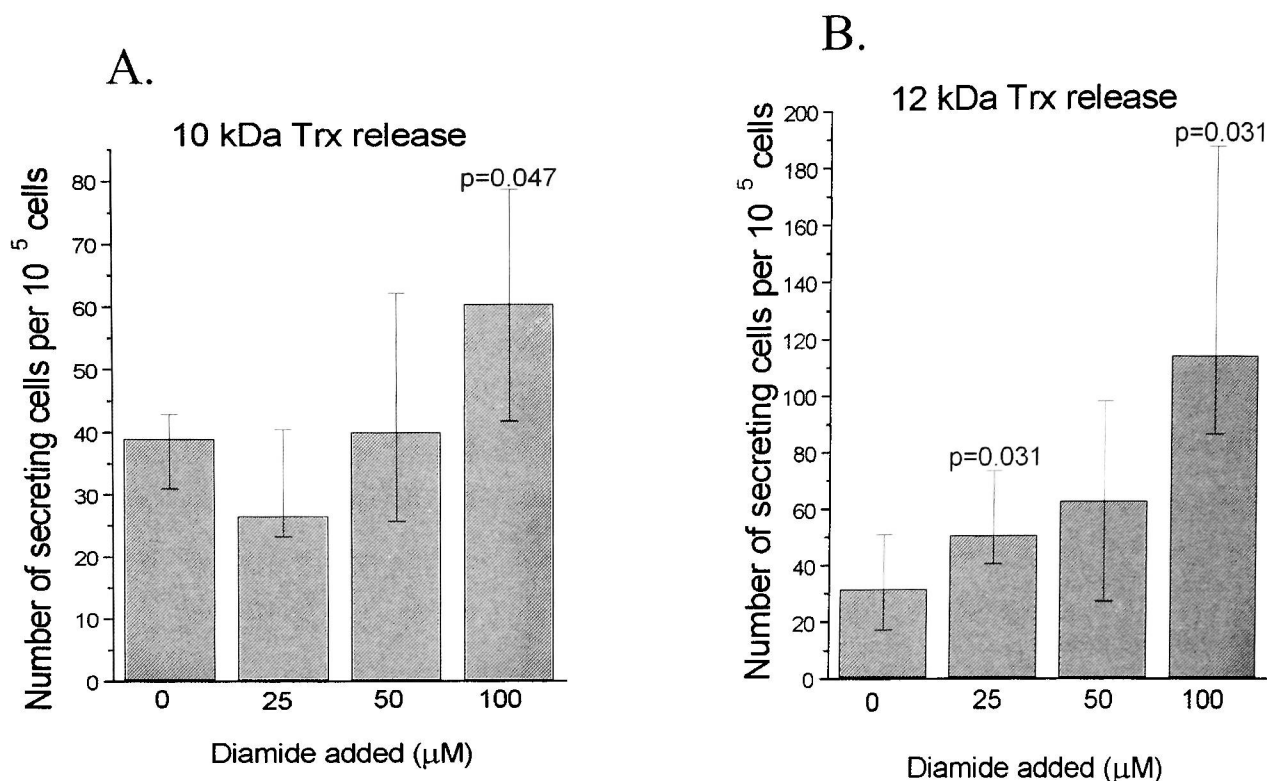 A.
10 kDa Trx release
Number of secreting cells per 10 5 cells
80
70
60
50
40
30
20
10
0
p=0.047
0 25 50 100
Diamide added (μM)
B.
12 kDa Trx release
Number of secreting cells per 10 5 cells
200
180
160
140
120
100
80
60
40
20
0
p=0.031
p=0.031
0 25 50 100
Diamide added (μM)